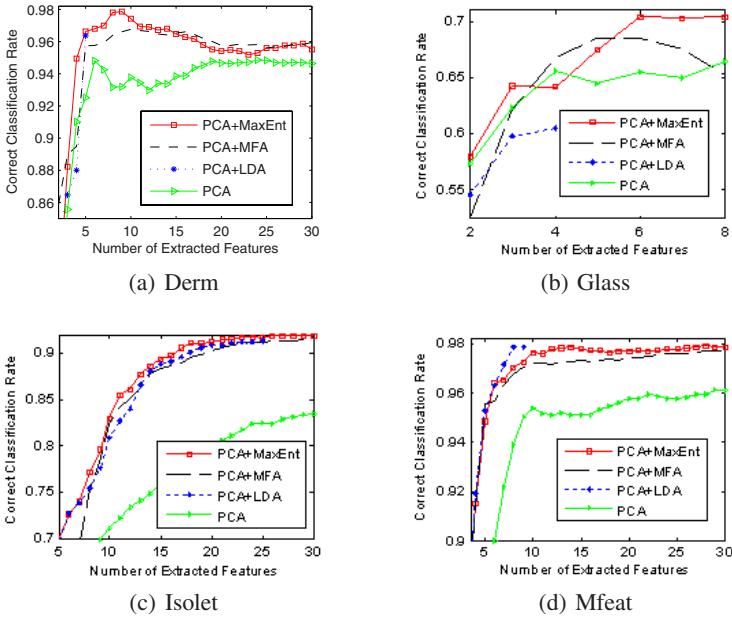 0.98
0.96
0.94
0.92
0.9
0.88
0.86
Correct Classification Rate
PCA+MaxEnt
PCA+MFA
PCA+LDA
PCA
5 10 15 20 25 30
Number of Extracted Features
(a) Derm
0.7
0.65
0.6
0.55
Correct Classification Rate
PCA+MaxEnt
PCA+MFA
PCA+LDA
PCA
2 3 4 5 6 7 8
Number of Extracted Features
(b) Glass
0.9
0.85
0.8
0.75
0.7
Correct Classification Rate
PCA+MaxEnt
PCA+MFA
PCA+LDA
PCA
5 10 15 20 25 30
Number of Extracted Features
(c) Isolet
0.98
0.96
0.94
0.92
0.9
Correct Classification Rate
PCA+MaxEnt
PCA+MFA
PCA+LDA
PCA
5 10 15 20 25 30
Number of Extracted Features
(d) Mfeat